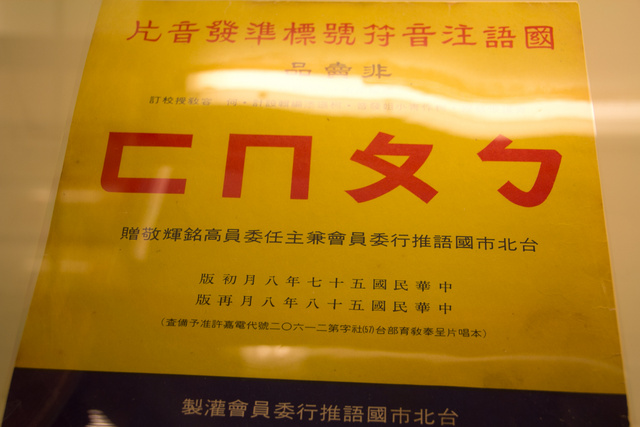 國語注音符號標準發音片
非賣品
教授校訂
ㄅㄆㄇㄈ
台北市國語推行委員會兼主任委員高銘輝敬贈
中華民國五十七年八月初版
中華民國五十八年八月再版
(本唱片呈奉教育部台(57)社字第二一六〇二號代電嘉許准予備查)
台北市國語推行委員會灌製